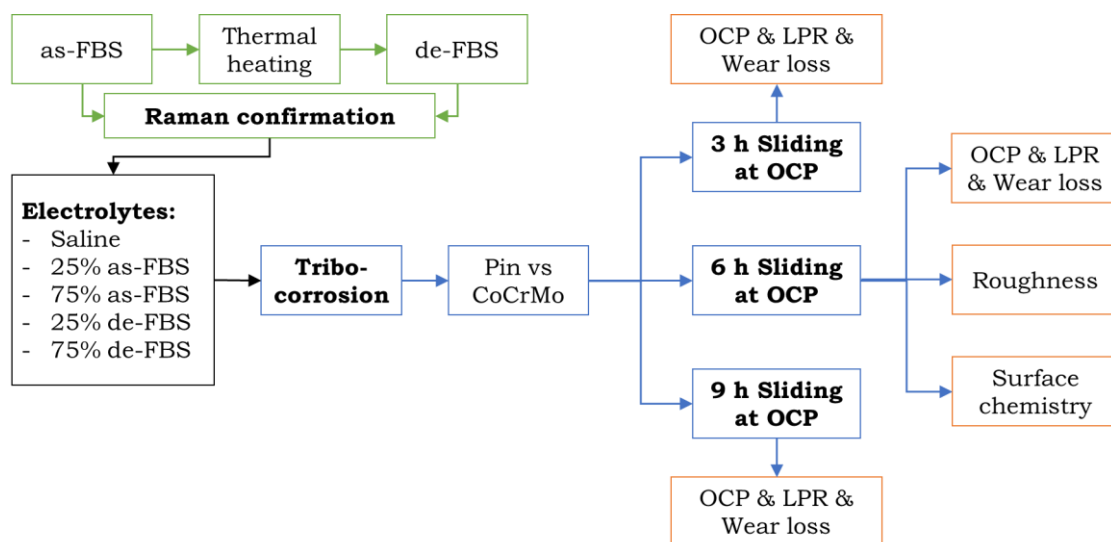 as-FBS
Thermal
heating
de-FBS
Raman confirmation
OCP & LPR &
Wear loss
3 h Sliding
at OCP
Electrolytes:
- Saline
- 25% as-FBS
- 75% as-FBS
- 25% de-FBS
- 75% de-FBS
Tribo-
corrosion
Pin vs
CoCrMo
6 h Sliding
at OCP
OCP & LPR
& Wear loss
Roughness
Surface
chemistry
9 h Sliding
at OCP
OCP & LPR &
Wear loss